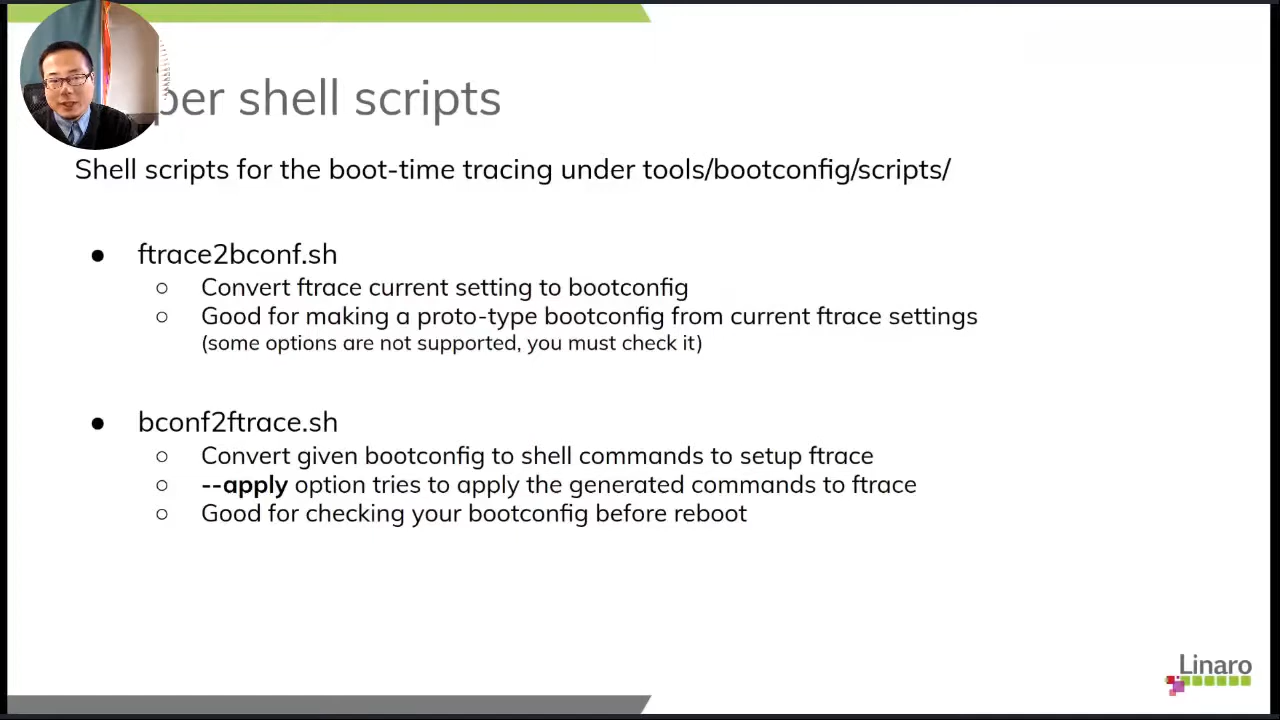 shell scripts
Shell scripts for the boot-time tracing under tools/bootconfig/scripts/
● ftrace2bconf.sh
○ Convert ftrace current setting to bootconfig
○ Good for making a proto-type bootconfig from current ftrace settings
(some options are not supported, you must check it)
● bconf2ftrace.sh
○ Convert given bootconfig to shell commands to setup ftrace
○ --apply option tries to apply the generated commands to ftrace
○ Good for checking your bootconfig before reboot
Linaro